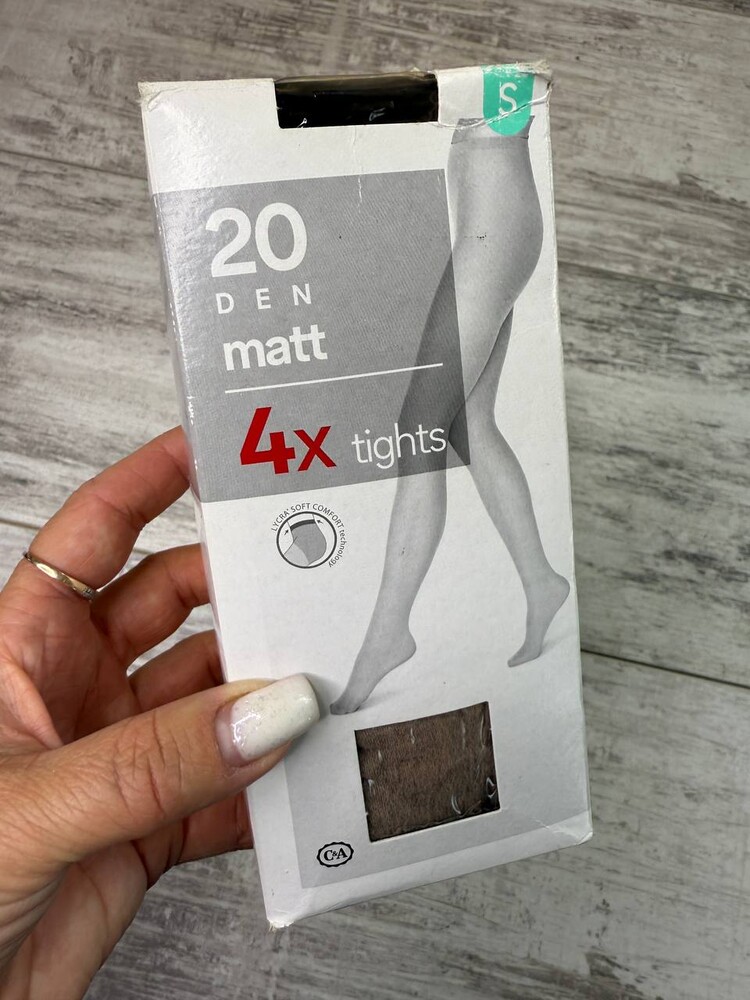 S
20
DEN
matt
4x tights
LYCRA® SOFT COMFORT technology
C&A